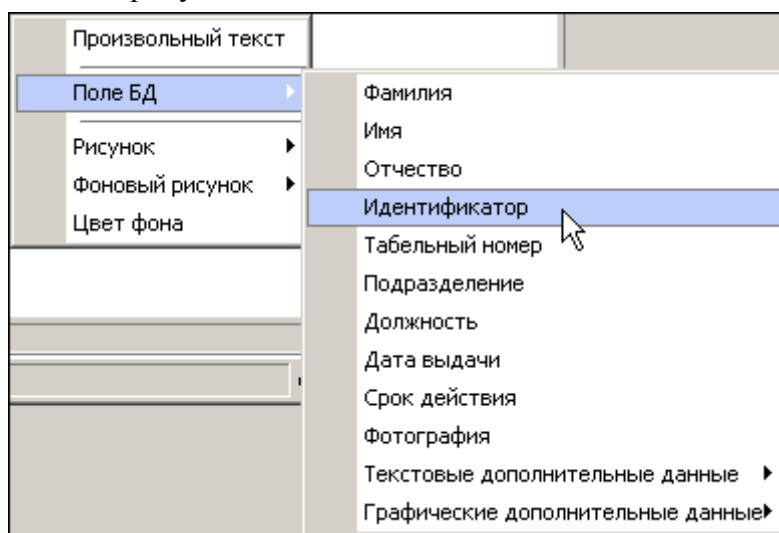 Произвольный текст
Поле БД
Рисунок
Фоновый рисунок
Цвет фона
Фамилия
Имя
Отчество
Идентификатор
Табельный номер
Подразделение
Должность
Дата выдачи
Срок действия
Фотография
Текстовые дополнительные данные
Графические дополнительные данные